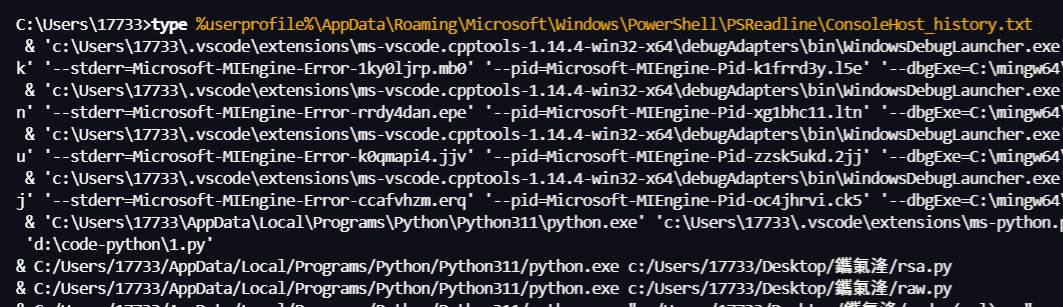 C:\Users\17733>type %userprofile%\AppData\Roaming\Microsoft\Windows\PowerShell\PSReadline\ConsoleHost_history.txt
& 'c:\Users\17733\.vscode\extensions\ms-vscode.cpptools-1.14.4-win32-x64\debugAdapters\bin\WindowsDebugLauncher.exe
k' '--stderr=Microsoft-MIEngine-Error-1ky0ljrp.mb0' '--pid=Microsoft-MIEngine-Pid-k1frrd3y.l5e' '--dbgExe=C:\mingw64
& 'c:\Users\17733\.vscode\extensions\ms-vscode.cpptools-1.14.4-win32-x64\debugAdapters\bin\WindowsDebugLauncher.exe
n' '--stderr=Microsoft-MIEngine-Error-rrdy4dan.epe' '--pid=Microsoft-MIEngine-Pid-xg1bhc11.ltn' '--dbgExe=C:\mingw64
& 'c:\Users\17733\.vscode\extensions\ms-vscode.cpptools-1.14.4-win32-x64\debugAdapters\bin\WindowsDebugLauncher.exe
u' '--stderr=Microsoft-MIEngine-Error-k0qmapi4.jjv' '--pid=Microsoft-MIEngine-Pid-zzsk5ukd.2jj' '--dbgExe=C:\mingw64
& 'c:\Users\17733\.vscode\extensions\ms-vscode.cpptools-1.14.4-win32-x64\debugAdapters\bin\WindowsDebugLauncher.exe
j' '--stderr=Microsoft-MIEngine-Error-ccafvhzm.erq' '--pid=Microsoft-MIEngine-Pid-oc4jhrvi.ck5' '--dbgExe=C:\mingw64
& 'C:\Users\17733\AppData\Local\Programs\Python\Python311\python.exe' 'c:\Users\17733\.vscode\extensions\ms-python.p
'd:\code-python\1.py'
& C:/Users/17733/AppData/Local/Programs/Python/Python311/python.exe c:/Users/17733/Desktop/鑴氭湰/rsa.py
& C:/Users/17733/AppData/Local/Programs/Python/Python311/python.exe c:/Users/17733/Desktop/鑴氭湰/raw.py